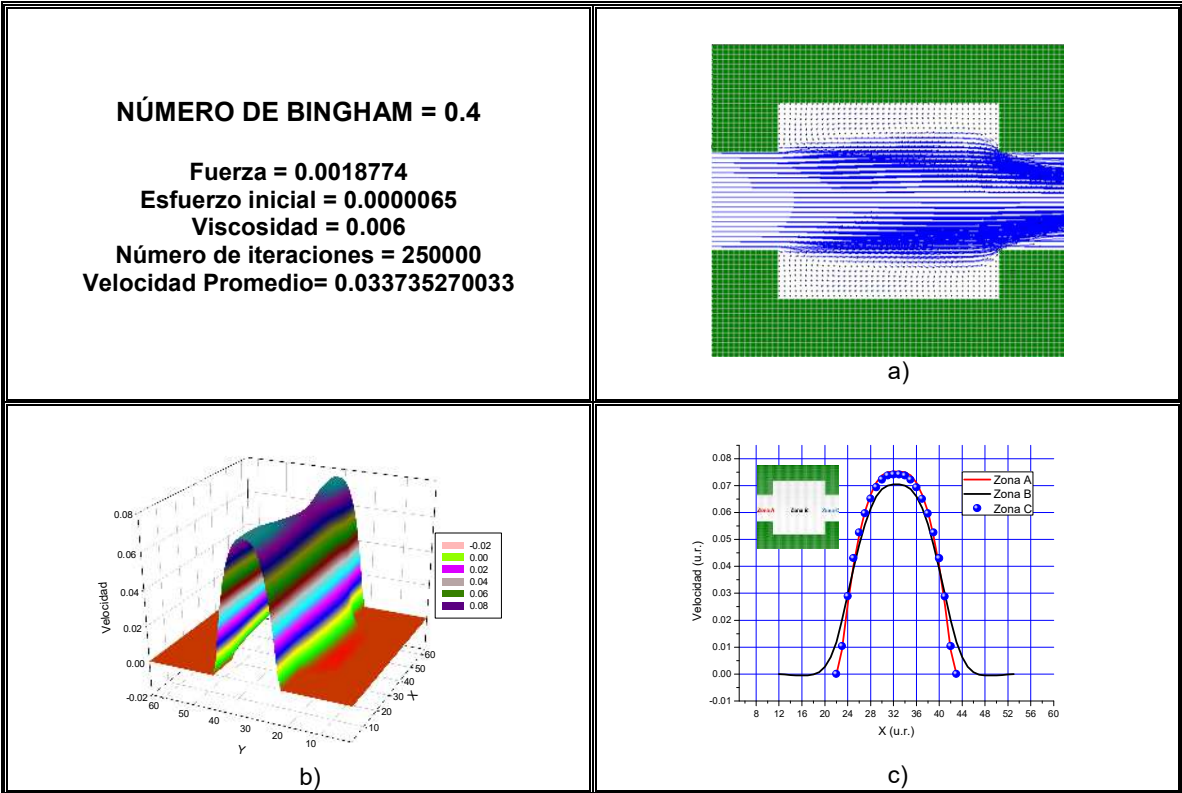 NÚMERO DE BINGHAM = 0.4
Fuerza = 0.0018774
Esfuerzo inicial = 0.0000065
Viscosidad = 0.006
Número de iteraciones = 250000
Velocidad Promedio= 0.033735270033
a)
0.08
0.06
0.04
0.02
0.00
-0.02
Velocidad
60
50
40
30
20
10
Y
10
20
30
40
50
60
X
-0.02
0.00
0.02
0.04
0.06
0.08
b)
0.08
0.07
0.06
0.05
0.04
0.03
0.02
0.01
0.00
-0.01
Velocidad (u.r.)
Zona A
Zona B
Zona C
Zona A
Zona B
Zona C
8 12 16 20 24 28 32 36 40 44 48 52 56 60
X (u.r.)
c)